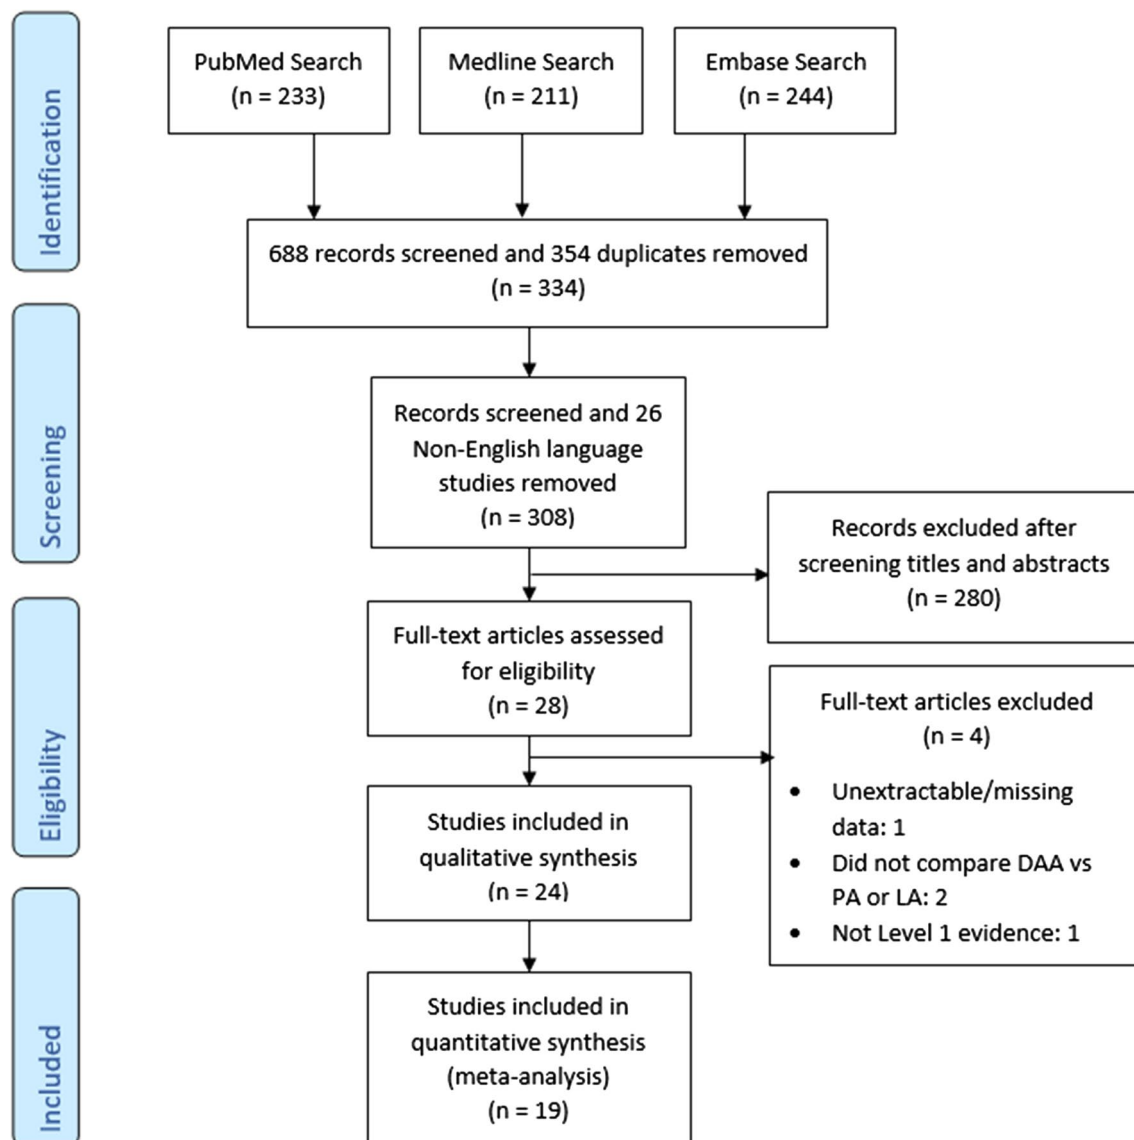 Identification
PubMed Search
(n = 233)
Medline Search
(n = 211)
Embase Search
(n = 244)
688 records screened and 354 duplicates removed
(n = 334)
Screening
Records screened and 26
Non-English language
studies removed
(n = 308)
Records excluded after
screening titles and abstracts
(n = 280)
Eligibility
Full-text articles assessed
for eligibility
(n = 28)
Full-text articles excluded
(n = 4)
• Unextractable/missing
data: 1
• Did not compare DAA vs
PA or LA: 2
• Not Level 1 evidence: 1
Studies included in
qualitative synthesis
(n = 24)
Included
Studies included in
quantitative synthesis
(meta-analysis)
(n = 19)